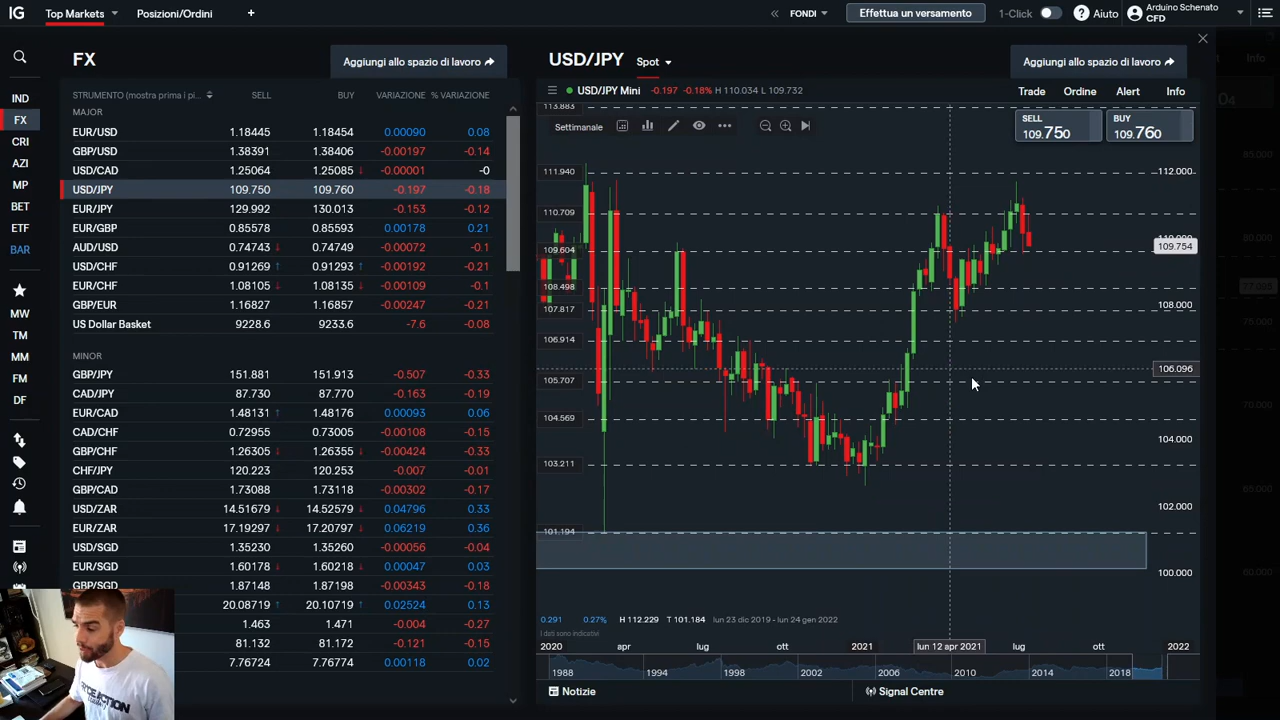 IG Top Markets Posizioni/Ordini + « FONDI Effettua un versamento 1-Click ? Aiuto Arduino Schenato
CFD
FX Aggiungi allo spazio di lavoro
STRUMENTO (mostra prima i pi... SELL BUY VARIAZIONE % VARIAZIONE
MAJOR
EUR/USD 1.18445 1.18454 0.00090 0.08
GBP/USD 1.38391 1.38406 -0.00197 -0.14
USD/CAD 1.25064 1.25085 -0.00001 -0
USD/JPY 109.750 109.760 -0.197 -0.18
EUR/JPY 129.992 130.013 -0.153 -0.12
EUR/GBP 0.85578 0.85593 0.00178 0.21
AUD/USD 0.74743 0.74749 -0.00072 -0.1
USD/CHF 0.91269 0.91293 -0.00192 -0.21
EUR/CHF 1.08105 1.08135 -0.00109 -0.1
GBP/EUR 1.16827 1.16857 -0.00247 -0.21
US Dollar Basket 9228.6 9233.6 -7.6 -0.08
MINOR
GBP/JPY 151.881 151.913 -0.507 -0.33
CAD/JPY 87.730 87.770 -0.163 -0.19
EUR/CAD 1.48131 1.48176 0.00093 0.06
CAD/CHF 0.72955 0.73005 -0.00108 -0.15
GBP/CHF 1.26305 1.26355 -0.00424 -0.33
CHF/JPY 120.223 120.253 -0.007 -0.01
GBP/CAD 1.73088 1.73118 -0.00302 -0.17
USD/ZAR 14.51679 14.52579 0.04796 0.33
EUR/ZAR 17.19297 17.20797 0.06219 0.36
USD/SGD 1.35230 1.35260 -0.00056 -0.04
EUR/SGD 1.60178 1.60218 0.00047 0.03
GBP/SGD 1.87148 1.87198 -0.00343 -0.18
20.08719 20.10719 0.02524 0.13
1.463 1.471 -0.004 -0.27
81.132 81.172 -0.121 -0.15
7.76724 7.76774 0.00118 0.02
IND
FX
CRI
AZI
MP
BET
ETF
BAR
MW
TM
MM
FM
DF
USD/JPY Spot Aggiungi allo spazio di lavoro
USD/JPY Mini -0.197 -0.18% H 110.034 L 109.732 Trade Ordine Alert Info
113.883
Settimanale
SELL BUY
109.750 109.760
111.940
110.709
109.604
108.498
107.817
106.914
105.707
104.569
103.211
101.194
112.000
109.754
108.000
106.096
104.000
102.000
100.000
0.291 0.27% H 112.229 T 101.184 lun 23 dic 2019 - lun 24 gen 2022
I dati sono indicativi
2020 apr lug ott 2021 lun 12 apr 2021 lug ott 2022
1988 1994 1998 2002 2006 2010 2014 2018
Notizie Signal Centre